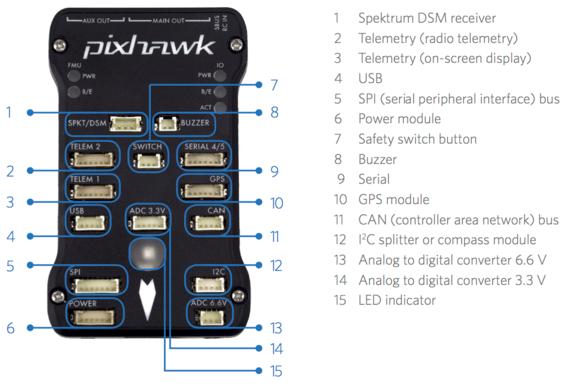 AUX OUT
MAIN OUT
SBUS
RC IN
pixhawk
FMU
IO
PWR
PWR
B/E
B/E
ACT
SPKT/DSM
BUZZER
TELEM 2
SWITCH
SERIAL 4/5
TELEM 1
GPS
USB
ADC 3.3V
CAN
SPI
I2C
POWER
ADC 6.6V
1
2
3
4
5
6
7
8
9
10
11
12
13
14
15
1 Spektrum DSM receiver
2 Telemetry (radio telemetry)
3 Telemetry (on-screen display)
4 USB
5 SPI (serial peripheral interface) bus
6 Power module
7 Safety switch button
8 Buzzer
9 Serial
10 GPS module
11 CAN (controller area network) bus
12 I²C splitter or compass module
13 Analog to digital converter 6.6 V
14 Analog to digital converter 3.3 V
15 LED indicator